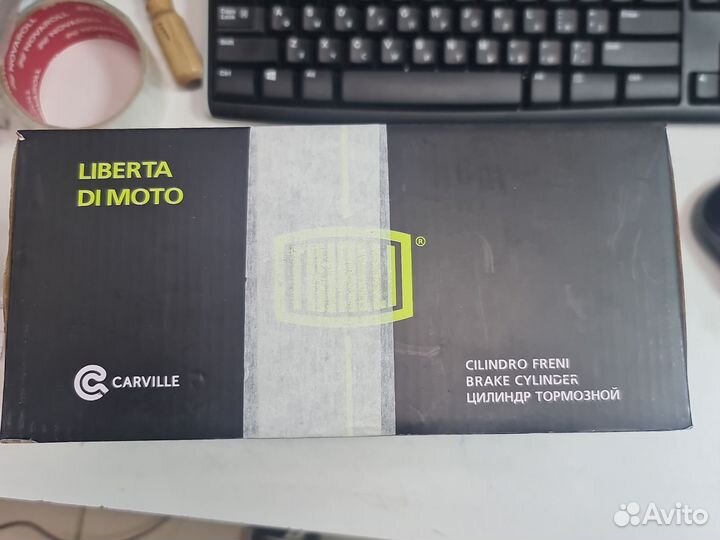 LIBERTA
DI MOTO
®
CARVILLE
CILINDRO FRENI
BRAKE CYLINDER
ЦИЛИНДР ТОРМОЗНОЙ
Avito